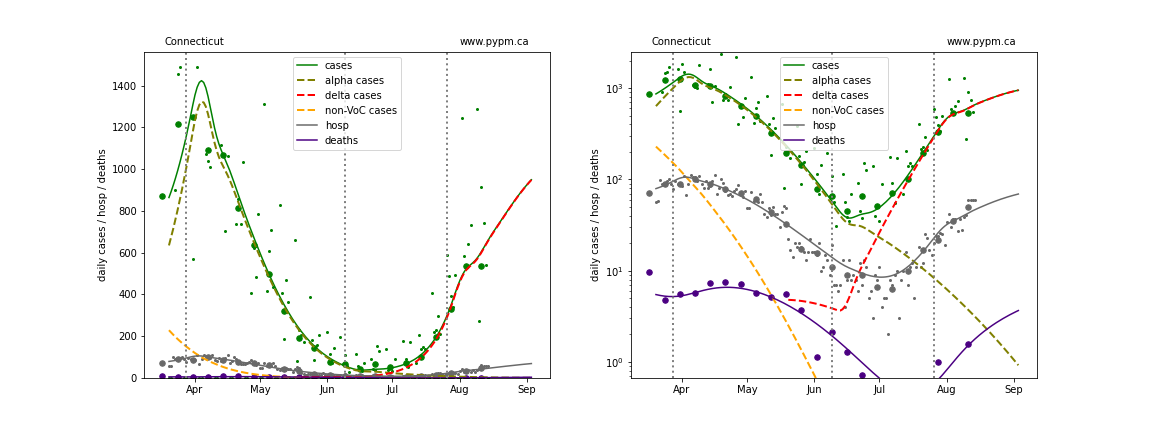 Connecticut www.pypm.ca
daily cases / hosp / deaths
1400
1200
1000
800
600
400
200
0
cases
alpha cases
delta cases
non-VoC cases
hosp
deaths
Apr May Jun Jul Aug Sep
Connecticut www.pypm.ca
daily cases / hosp / deaths
10³
10²
10¹
10⁰
cases
alpha cases
delta cases
non-VoC cases
hosp
deaths
Apr May Jun Jul Aug Sep